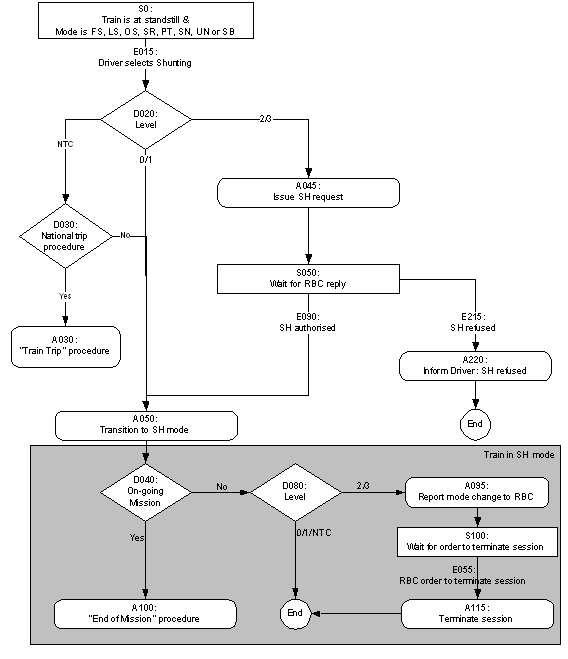 S0:
Train is at standstill &
Mode is FS, LS, OS, SR, PT, SN, UN or SB
E015:
Driver selects Shunting
D020:
Level
2/3
NTC
0/1
A045:
Issue SH request
D030:
National trip
procedure
No
S050:
Wait for RBC reply
Yes
E090:
SH authorised
E215:
SH refused
A030:
"Train Trip" procedure
A220:
Inform Driver: SH refused
A050:
Transition to SH mode
End
Train in SH mode
D040:
On-going
Mission
No
D080:
Level
2/3
A095:
Report mode change to RBC
Yes
0/1/NTC
S100:
Wait for order to terminate session
E055:
RBC order to terminate session
A100:
"End of Mission" procedure
End
A115:
Terminate session